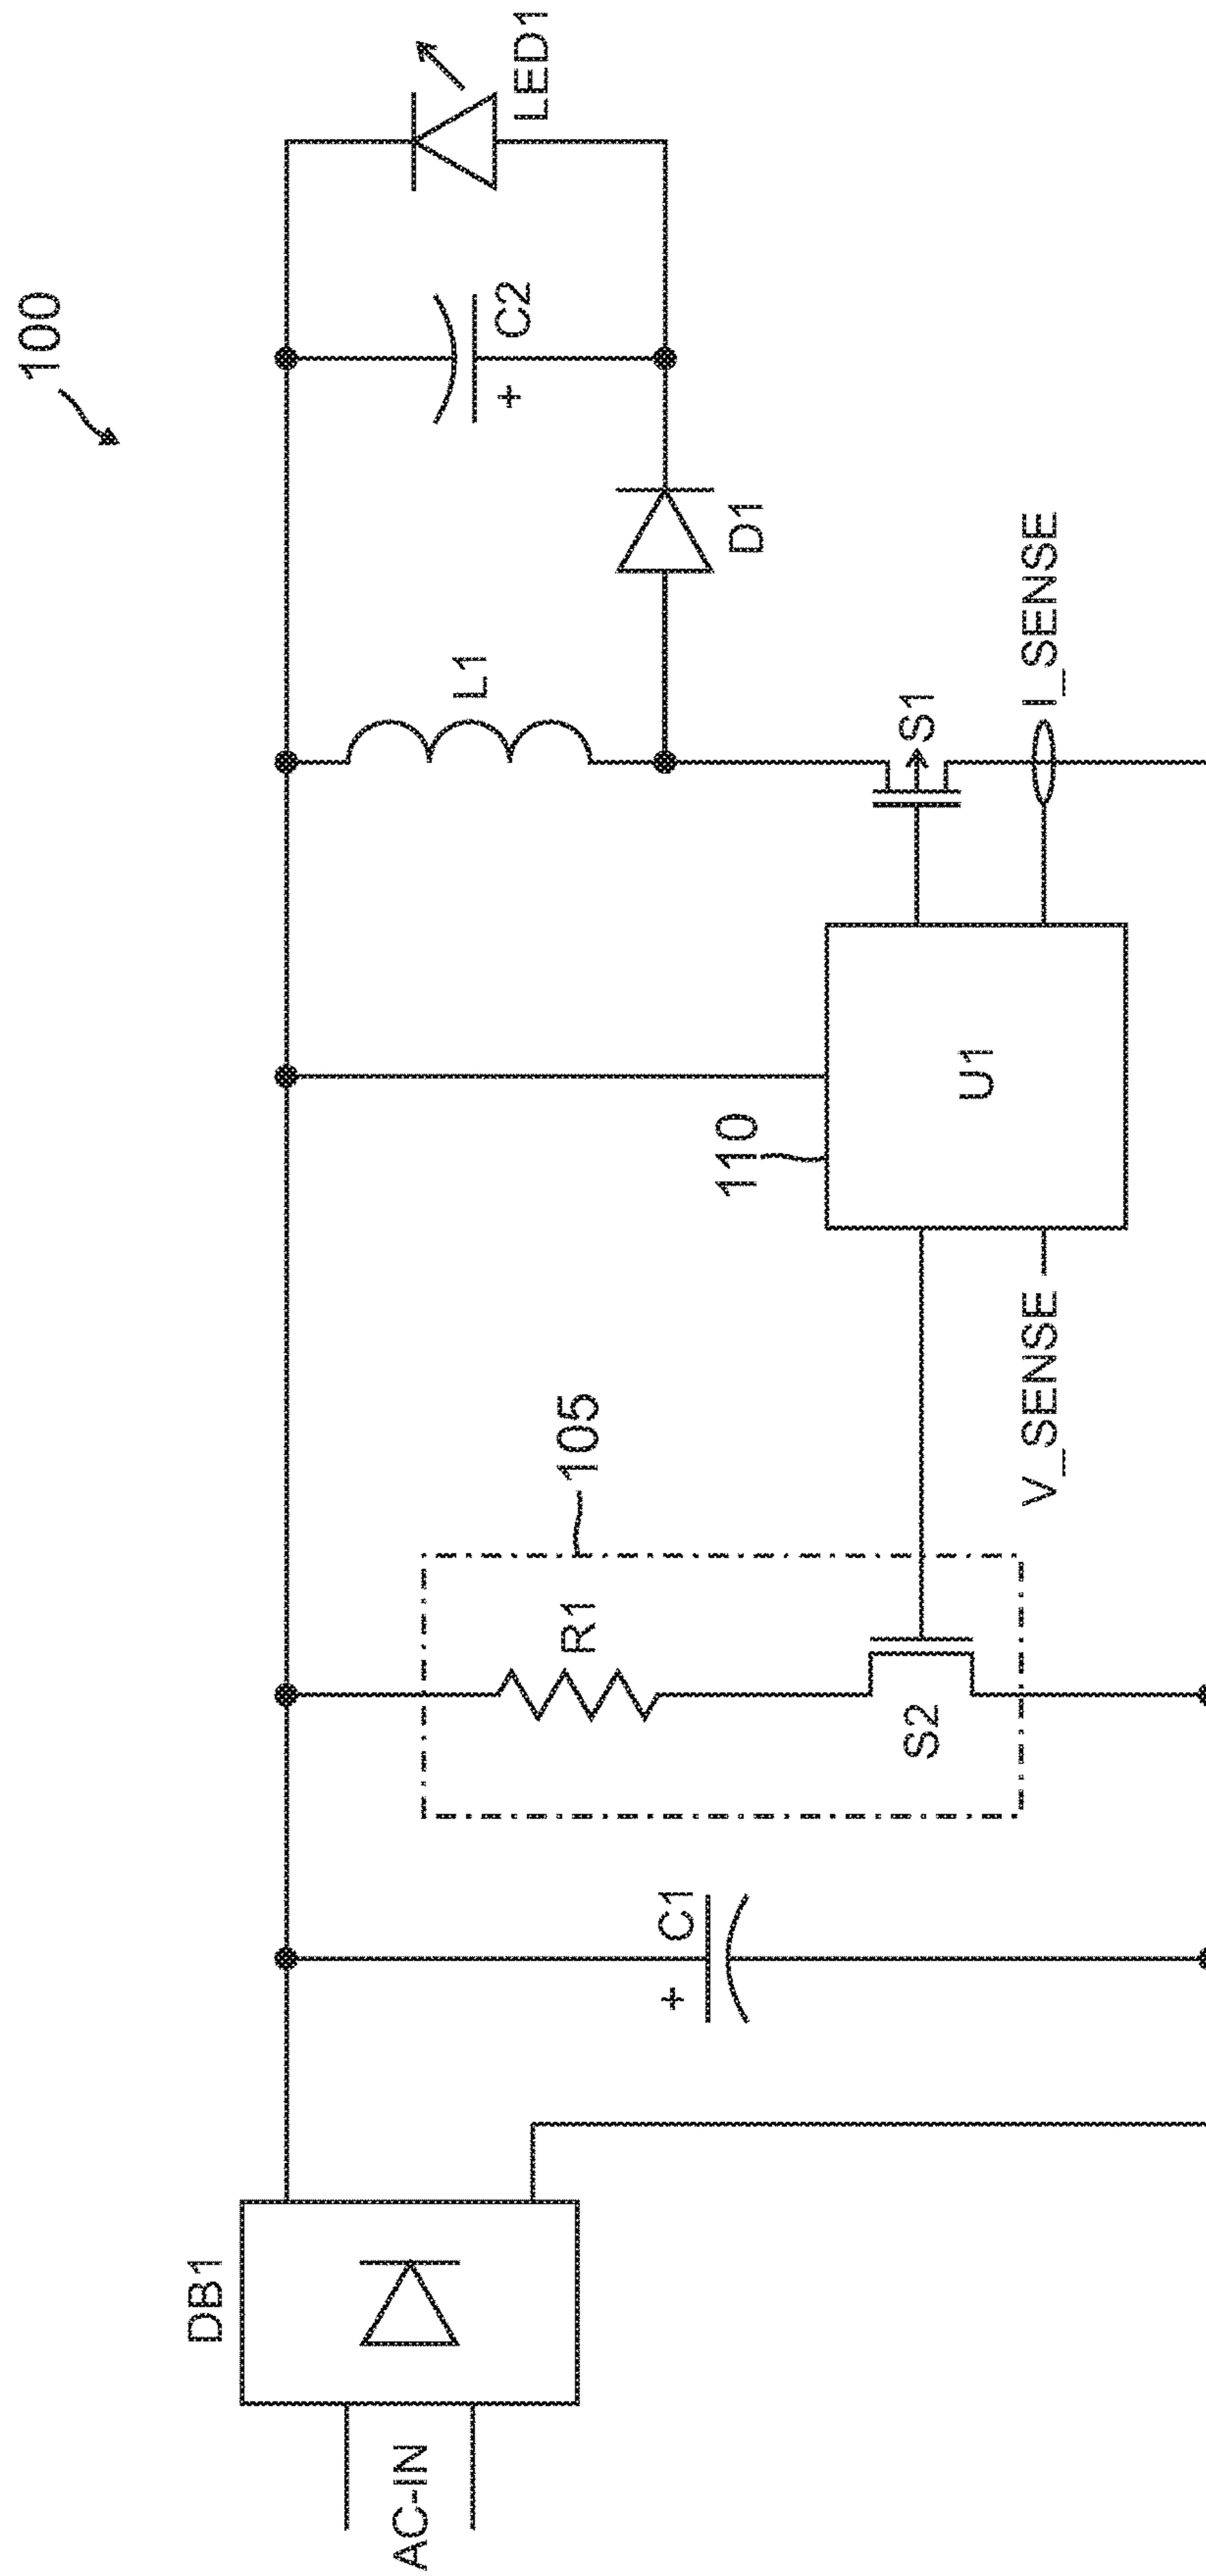 100
AC-IN
DB1
+
C1
R1
105
S2
V_SENSE
110
U1
I_SENSE
S1
L1
D1
+
C2
LED1